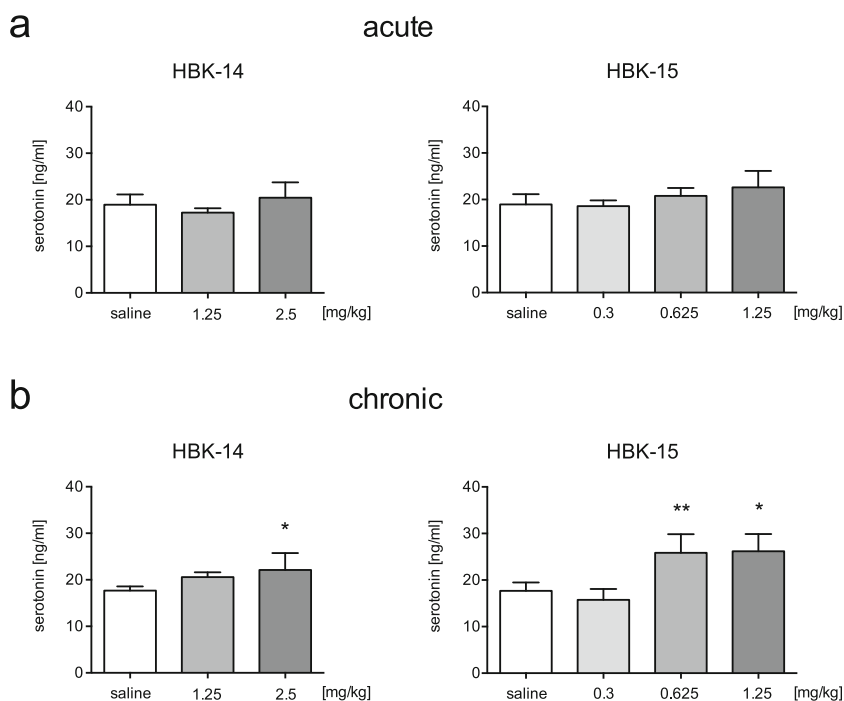 a
acute
HBK-14
serotonin [ng/ml]
40
30
20
10
0
saline 1.25 2.5 [mg/kg]
HBK-15
serotonin [ng/ml]
40
30
20
10
0
saline 0.3 0.625 1.25 [mg/kg]
b
chronic
HBK-14
serotonin [ng/ml]
40
30
20
10
0
*
saline 1.25 2.5 [mg/kg]
HBK-15
serotonin [ng/ml]
40
30
20
10
0
** *
saline 0.3 0.625 1.25 [mg/kg]